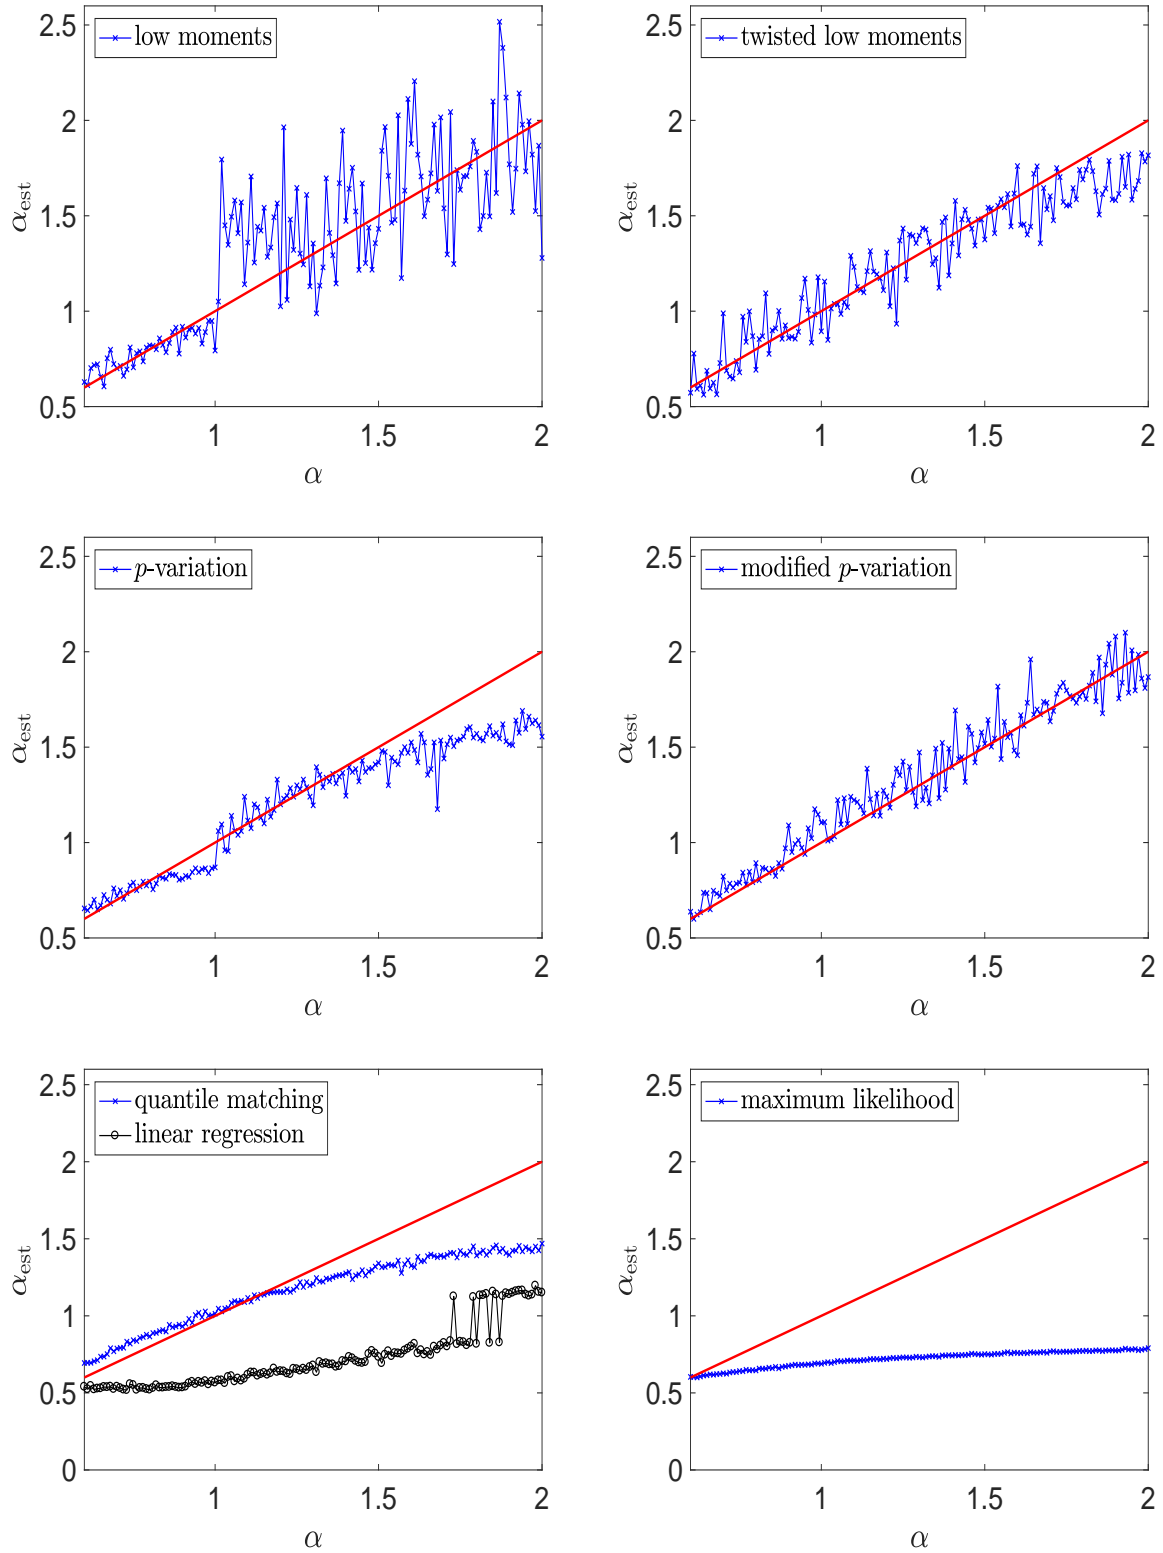 low moments
2.5
2
1.5
1
0.5
α_est
1
1.5
2
α
twisted low moments
2.5
2
1.5
1
0.5
α_est
1
1.5
2
α
p-variation
2.5
2
1.5
1
0.5
α_est
1
1.5
2
α
modified p-variation
2.5
2
1.5
1
0.5
α_est
1
1.5
2
α
quantile matching
linear regression
2.5
2
1.5
1
0.5
0
α_est
1
1.5
2
α
maximum likelihood
2.5
2
1.5
1
0.5
0
α_est
1
1.5
2
α